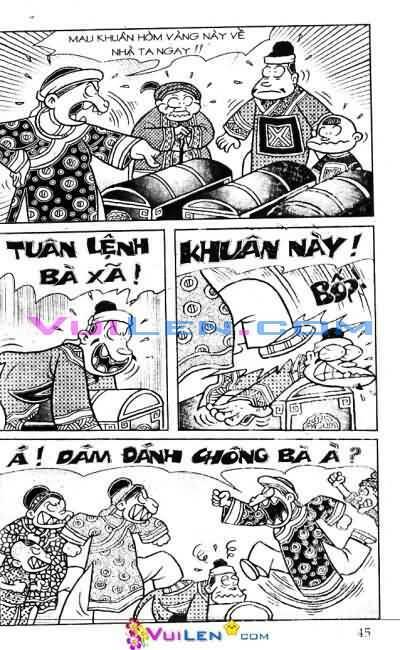 MAU KHUÂN HÒM VÀNG NÀY VỀ
NHÀ TA NGAY!!
TUÂN LỆNH
BÀ XÃ!
KHUÂN NÀY!
BỐP!
VUILEN.COM
Á! DÁM ĐÁNH CHỒNG BÀ À?
45
VUILEN.COM